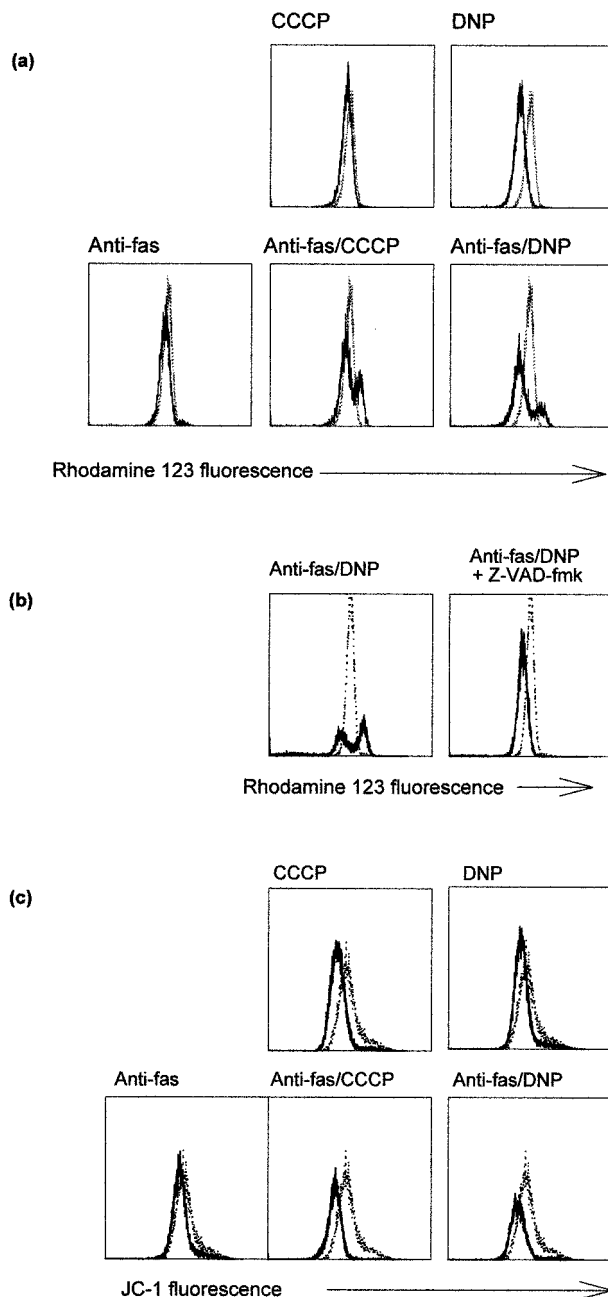 CCCP DNP
(a)
Anti-fas Anti-fas/CCCP Anti-fas/DNP
Rhodamine 123 fluorescence
Anti-fas/DNP
Anti-fas/DNP
+ Z-VAD-fmk
(b)
Rhodamine 123 fluorescence
CCCP DNP
(c)
Anti-fas Anti-fas/CCCP Anti-fas/DNP
JC-1 fluorescence